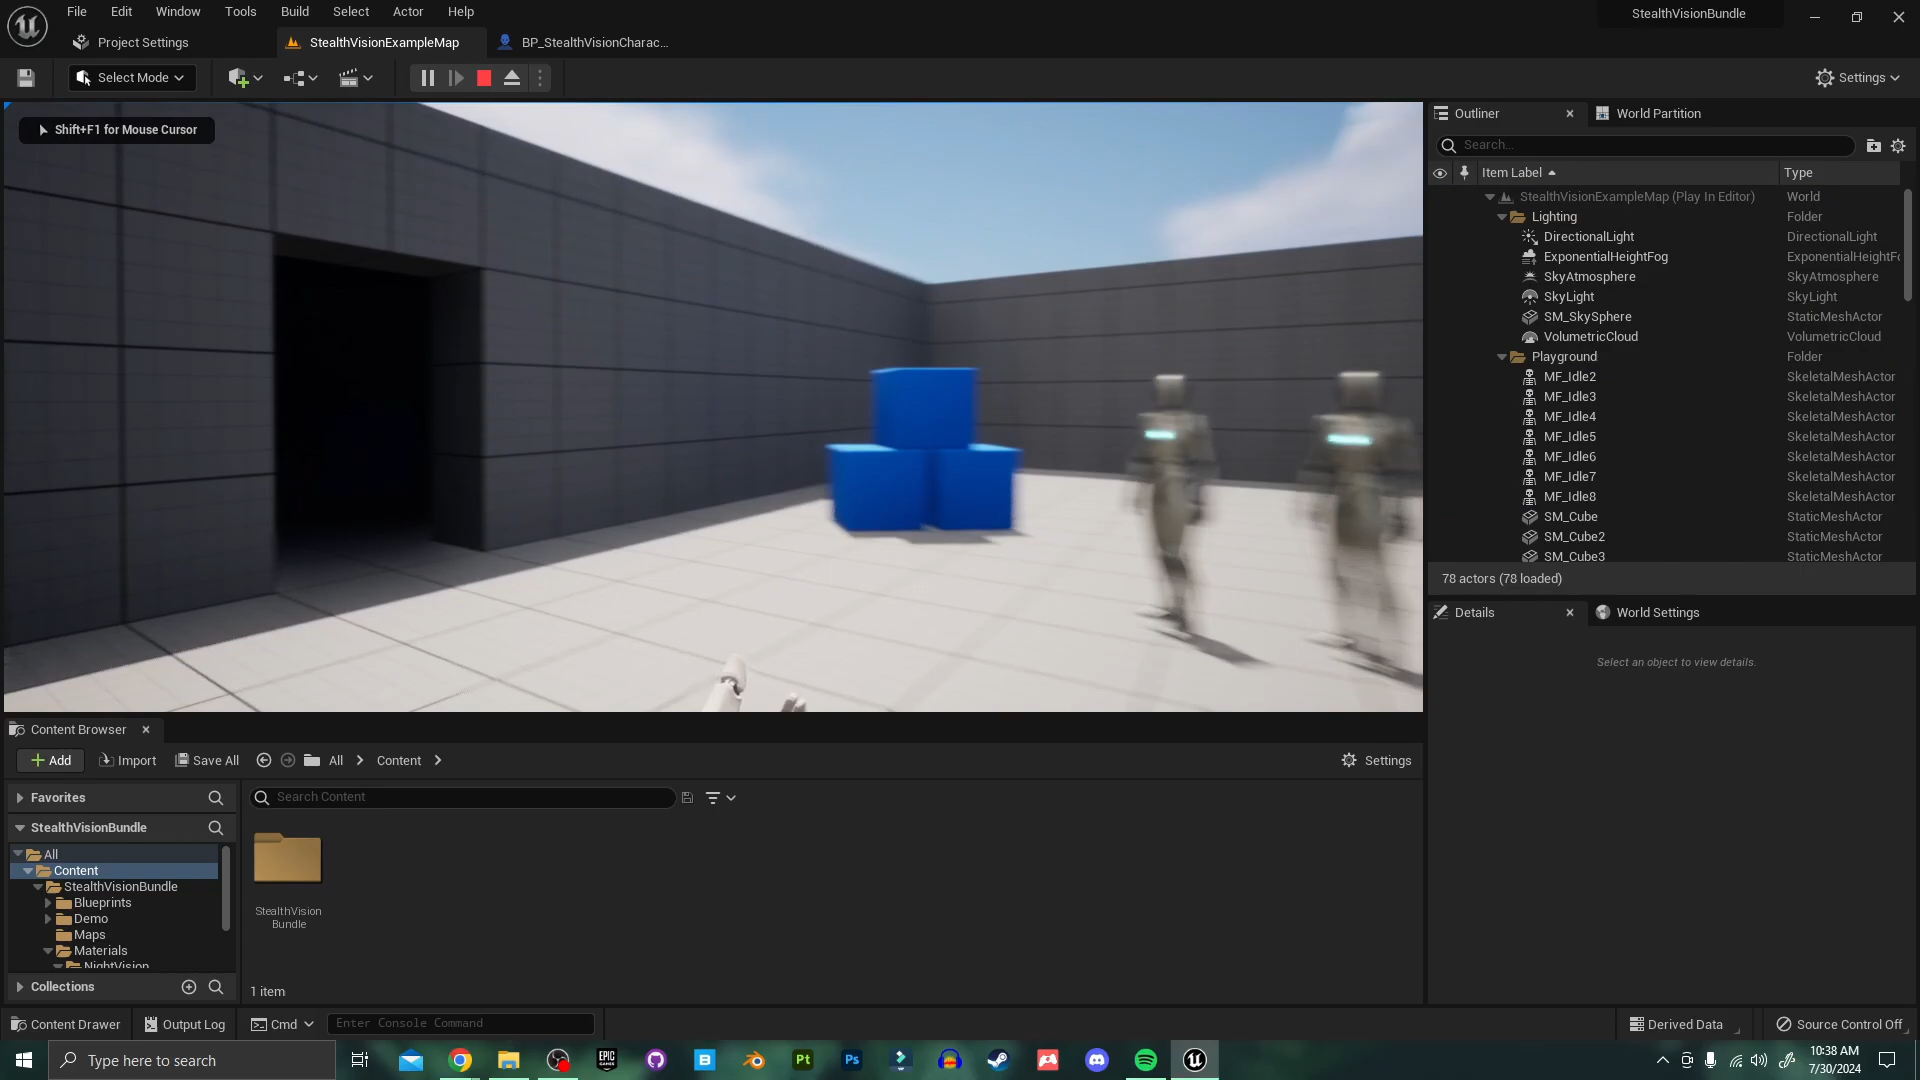 File Edit Window Tools Build Select Actor Help
StealthVisionBundle
Project Settings
StealthVisionExampleMap
BP_StealthVisionCharac...
Select Mode
Settings
Shift+F1 for Mouse Cursor
Outliner
World Partition
Search...
Item Label
Type
StealthVisionExampleMap (Play In Editor) World
Lighting Folder
DirectionalLight DirectionalLight
ExponentialHeightFog ExponentialHeightFo
SkyAtmosphere SkyAtmosphere
SkyLight SkyLight
SM_SkySphere StaticMeshActor
VolumetricCloud VolumetricCloud
Playground Folder
MF_Idle2 SkeletalMeshActor
MF_Idle3 SkeletalMeshActor
MF_Idle4 SkeletalMeshActor
MF_Idle5 SkeletalMeshActor
MF_Idle6 SkeletalMeshActor
MF_Idle7 SkeletalMeshActor
MF_Idle8 SkeletalMeshActor
SM_Cube StaticMeshActor
SM_Cube2 StaticMeshActor
SM_Cube3 StaticMeshActor
78 actors (78 loaded)
Details
World Settings
Select an object to view details.
Content Browser
Add
Import
Save All
All
Content
Settings
Favorites
Search Content
StealthVisionBundle
All
Content
StealthVisionBundle
Blueprints
Demo
Maps
Materials
NightVision
StealthVision
Bundle
Collections
1 item
Content Drawer
Output Log
Cmd
Enter Console Command
Derived Data
Source Control Off
Type here to search
EPIC
GAMES
Pt
Ps
10:38 AM
7/30/2024